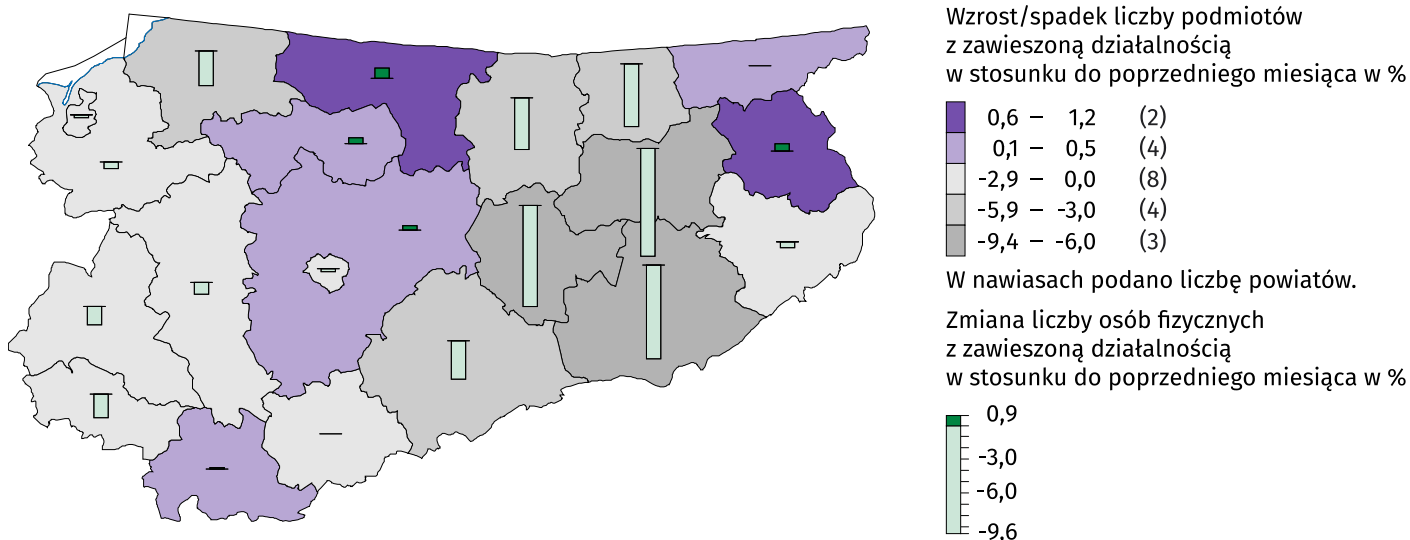 Wzrost/spadek liczby podmiotów
z zawieszoną działalnością
w stosunku do poprzedniego miesiąca w %
0,6 – 1,2 (2)
0,1 – 0,5 (4)
-2,9 – 0,0 (8)
-5,9 – -3,0 (4)
-9,4 – -6,0 (3)
W nawiasach podano liczbę powiatów.
Zmiana liczby osób fizycznych
z zawieszoną działalnością
w stosunku do poprzedniego miesiąca w %
0,9
-3,0
-6,0
-9,6